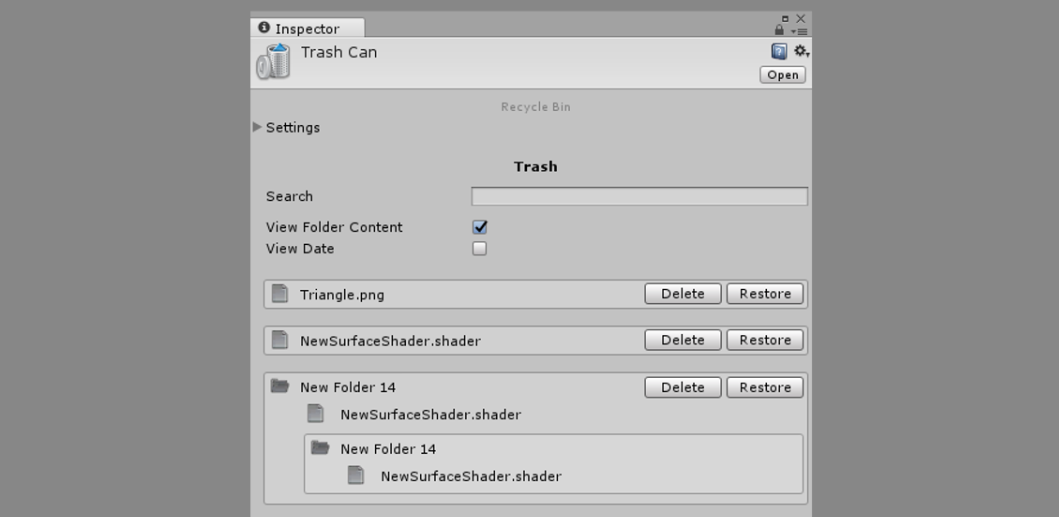 Inspector
Trash Can
Open
Recycle Bin
Settings
Trash
Search
View Folder Content
View Date
Triangle.png Delete Restore
NewSurfaceShader.shader Delete Restore
New Folder 14 Delete Restore
NewSurfaceShader.shader
New Folder 14
NewSurfaceShader.shader